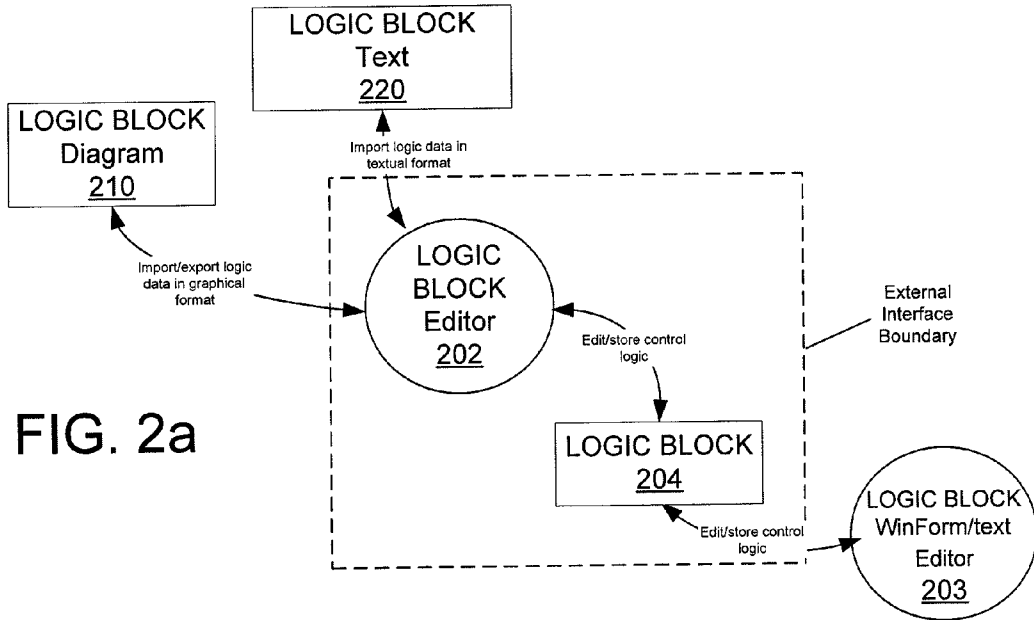 LOGIC BLOCK
Text
220
LOGIC BLOCK
Diagram
210
Import logic data in
textual format
Import/export logic
data in graphical
format
LOGIC
BLOCK
Editor
202
External
Interface
Boundary
Edit/store control
logic
FIG. 2a
LOGIC BLOCK
204
Edit/store control
logic
LOGIC BLOCK
WinForm/text
Editor
203